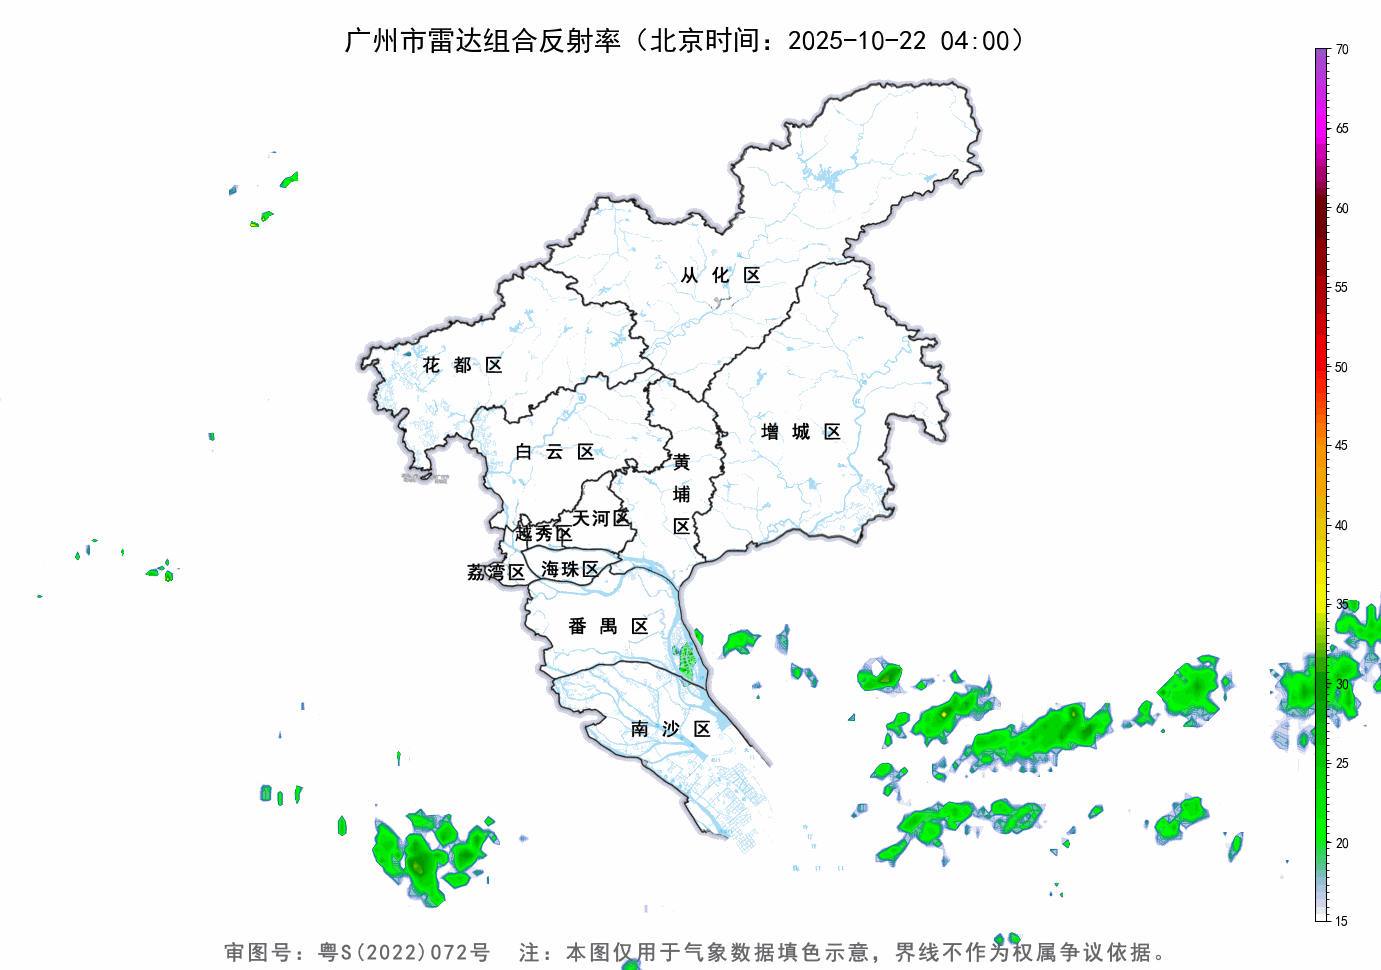 广州市雷达组合反射率（北京时间：2025-10-22 04:00）
70
65
60
55
50
45
40
35
30
25
20
15
从化区
花都区
增城区
白云区
黄埔区
天河区
越秀区
荔湾区
海珠区
番禺区
南沙区
审图号：粤S(2022)072号 注：本图仅用于气象数据填色示意，界线不作为权属争议依据。